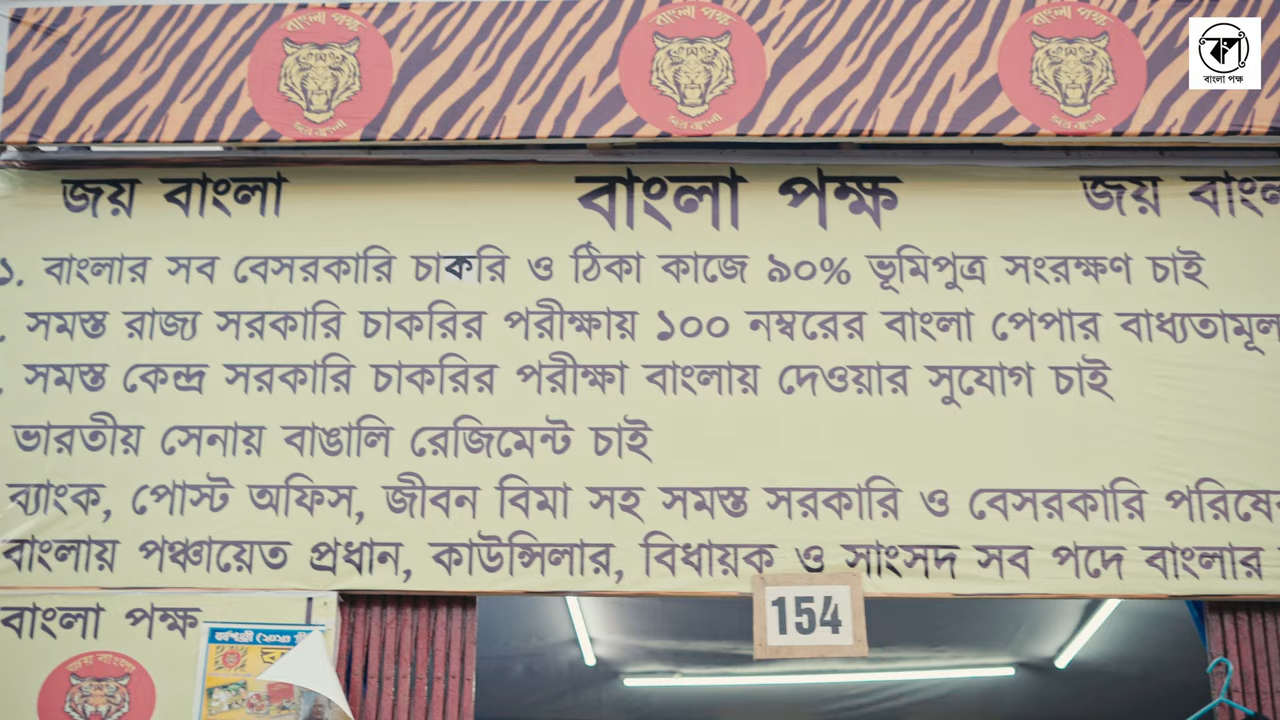 বাংলা পক্ষ
জয় বাংলা
বাংলা পক্ষ
জয় বাংলা
বাংলা পক্ষ
জয় বাংলা
বাংলা পক্ষ
জয় বাংলা বাংলা পক্ষ জয় বাংল
১. বাংলার সব বেসরকারি চাকরি ও ঠিকা কাজে ৯০% ভূমিপুত্র সংরক্ষণ চাই
. সমস্ত রাজ্য সরকারি চাকরির পরীক্ষায় ১০০ নম্বরের বাংলা পেপার বাধ্যতামূল
. সমস্ত কেন্দ্র সরকারি চাকরির পরীক্ষা বাংলায় দেওয়ার সুযোগ চাই
ভারতীয় সেনায় বাঙালি রেজিমেন্ট চাই
ব্যাংক, পোস্ট অফিস, জীবন বিমা সহ সমস্ত সরকারি ও বেসরকারি পরিষে
বাংলায় পঞ্চায়েত প্রধান, কাউন্সিলার, বিধায়ক ও সাংসদ সব পদে বাংলার
154
বাংলা পক্ষ
জয় বাংলা